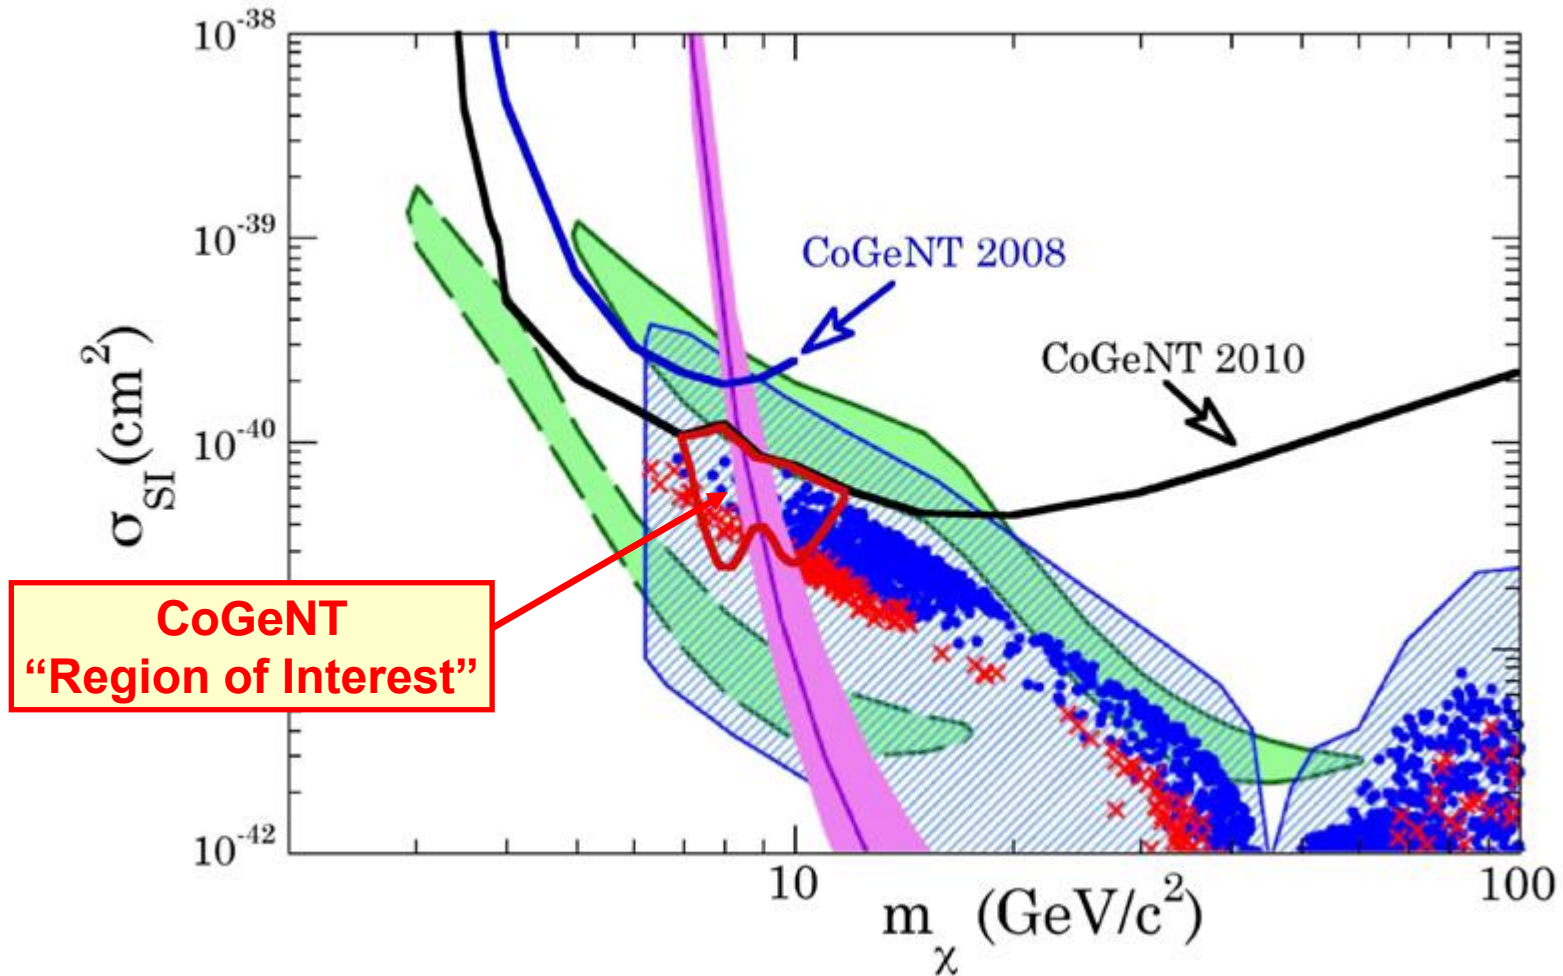 10-38
10-39
10-40
10-42
σSI (cm2)
CoGeNT 2008
CoGeNT 2010
CoGeNT
“Region of Interest”
10
100
mχ (GeV/c2)